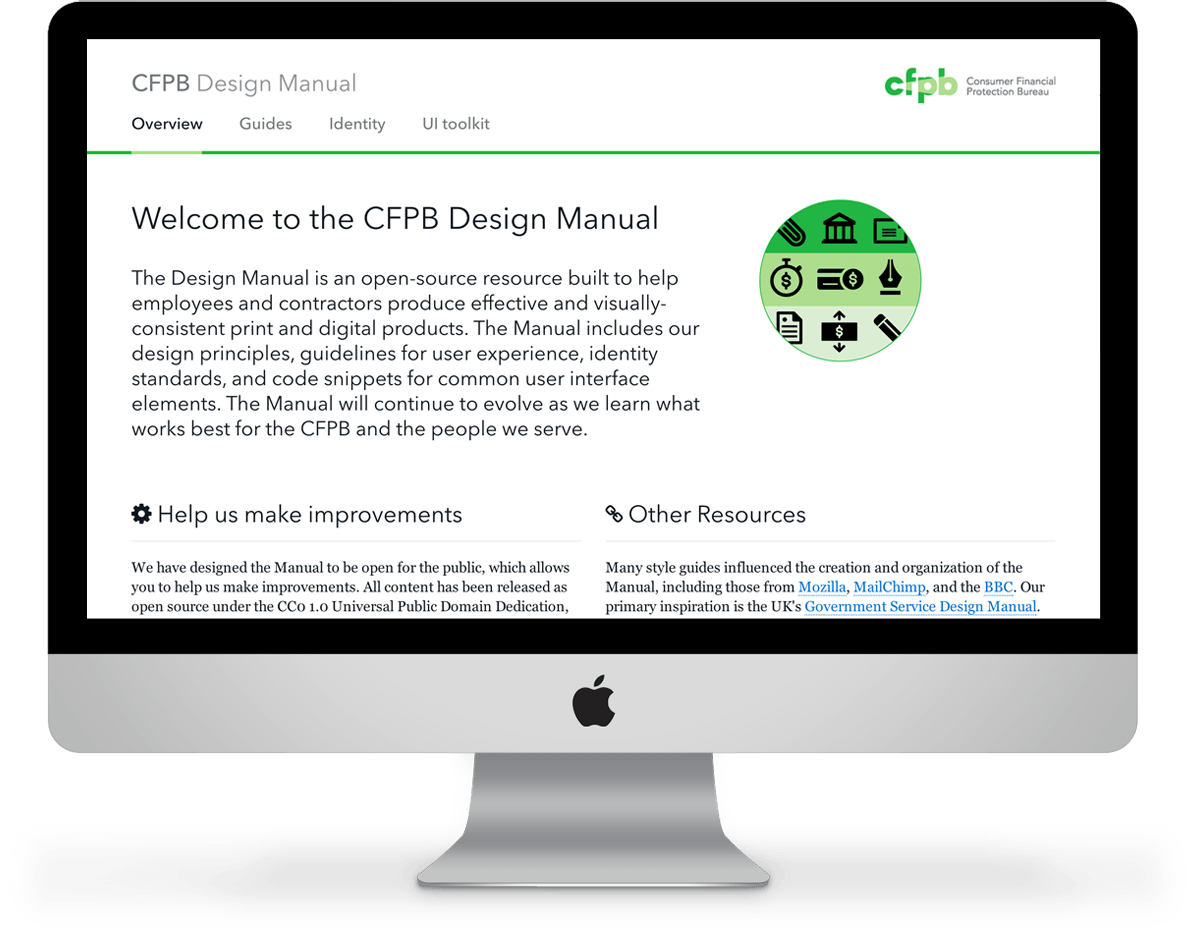 CFPB Design Manual
cfpb Consumer Financial
Protection Bureau
Overview Guides Identity UI toolkit
Welcome to the CFPB Design Manual
The Design Manual is an open-source resource built to help
employees and contractors produce effective and visually-
consistent print and digital products. The Manual includes our
design principles, guidelines for user experience, identity
standards, and code snippets for common user interface
elements. The Manual will continue to evolve as we learn what
works best for the CFPB and the people we serve.
$ $
$
Help us make improvements
We have designed the Manual to be open for the public, which allows
you to help us make improvements. All content has been released as
open source under the CC0 1.0 Universal Public Domain Dedication,
Other Resources
Many style guides influenced the creation and organization of the
Manual, including those from Mozilla, MailChimp, and the BBC. Our
primary inspiration is the UK's Government Service Design Manual.